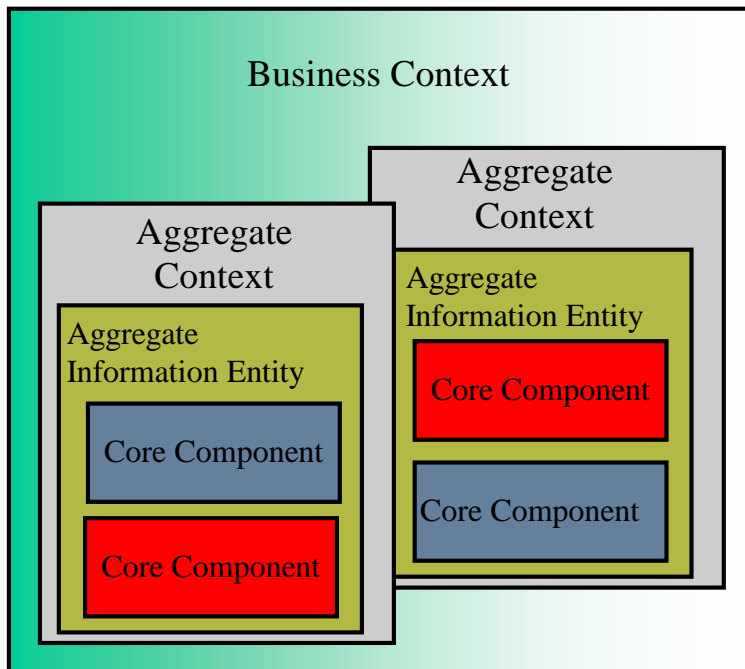 Business Context
Aggregate
Context
Aggregate
Information Entity
Core Component
Core Component
Aggregate
Context
Aggregate
Information Entity
Core Component
Core Component